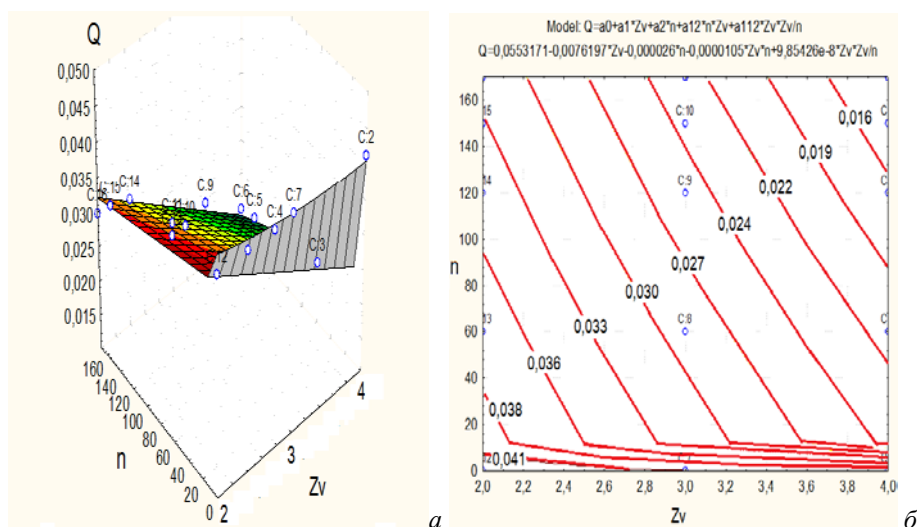 Q
0,050
0,045
0,040
0,035
0,030
0,025
0,020
0,015
C:2
C:9
C:6
C:5
C:7
C:4
C:3
C:14
160
140
120
100
80
60
40
20
0
n
2
3
4
Zv
а
Model: Q=a0+a1*Zv+a2*n+a12*n*Zv+a112*Zv*Zv/n
Q=0,0553171-0,0076197*Zv-0,000026*n-0,0000105*Zv*n+9,85426e-8*Zv*Zv/n
160
140
120
100
80
60
40
20
0
n
15
C:10
C:
14
C:9
C:
13
C:8
C:
0,016
0,019
0,022
0,024
0,027
0,030
0,033
0,036
0,038
0,041
2,0
2,2
2,4
2,6
2,8
3,0
3,2
3,4
3,6
3,8
4,0
Zv
б